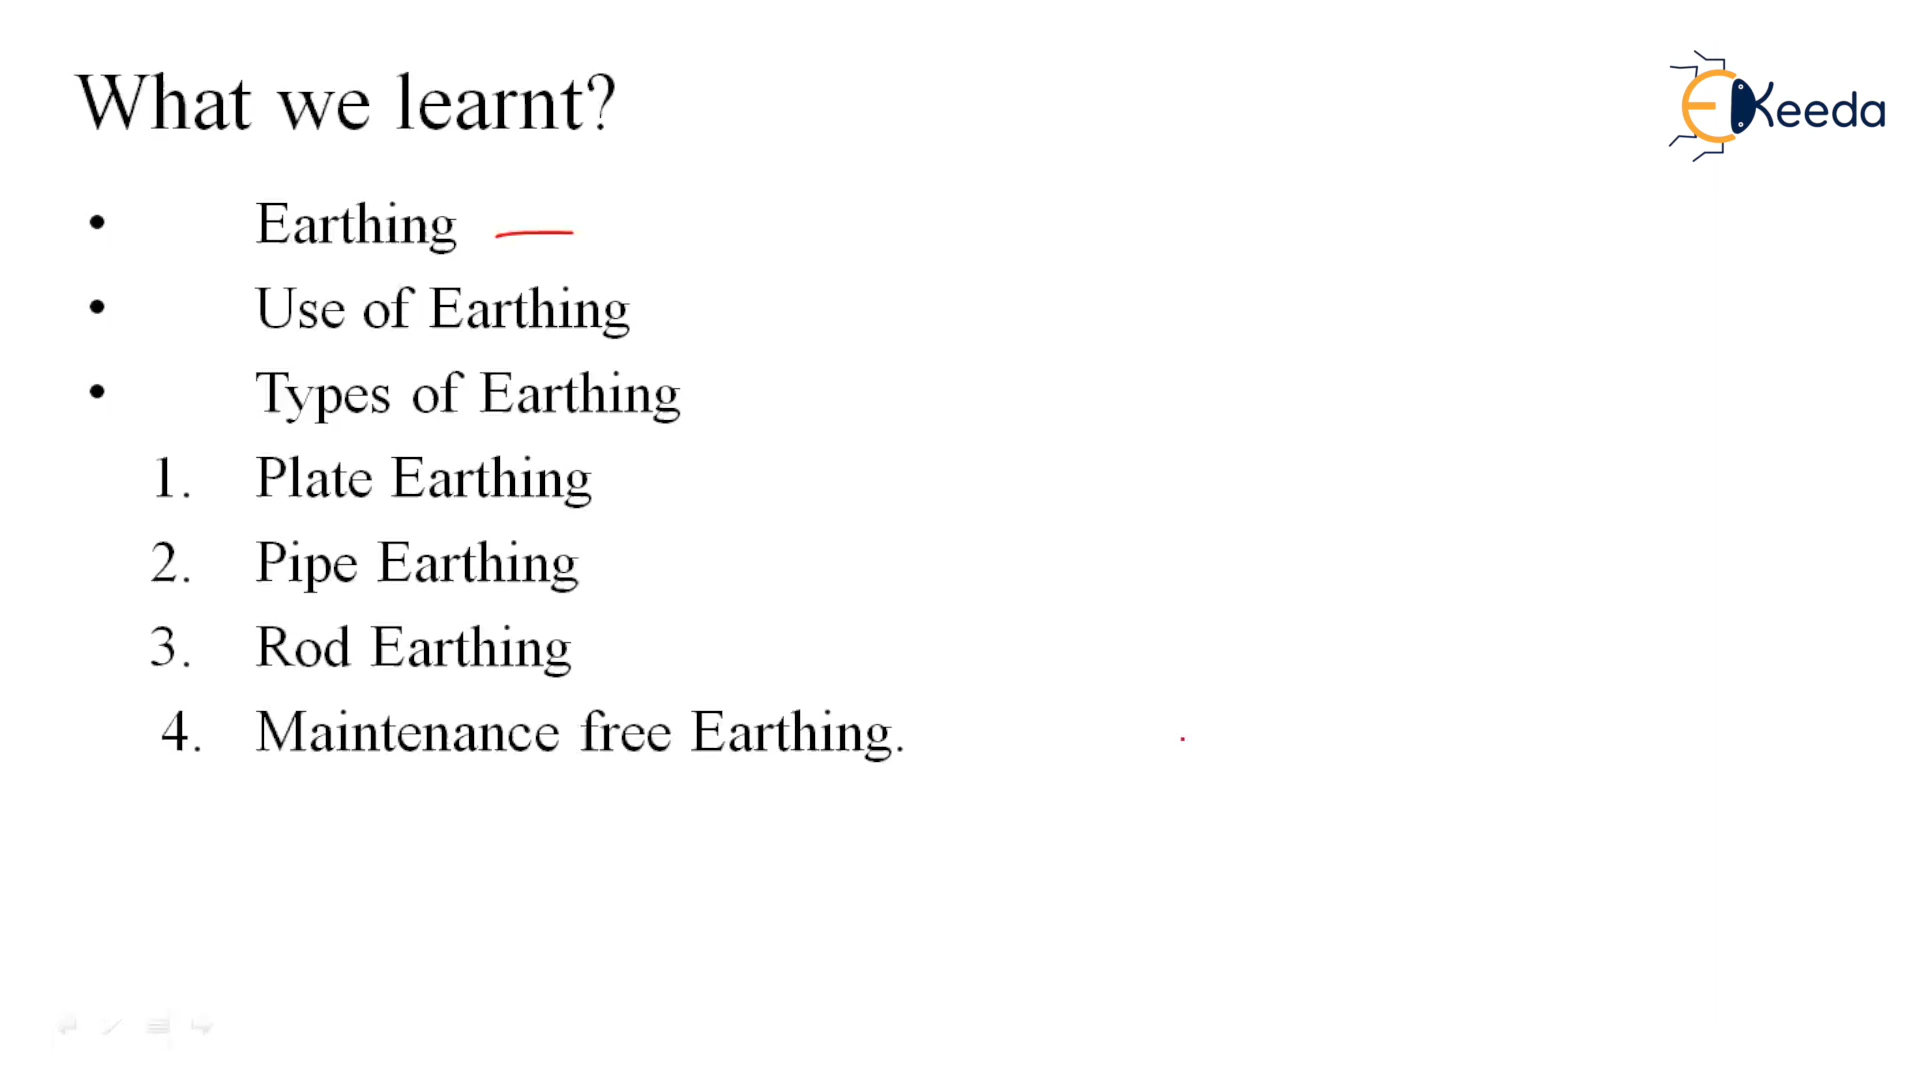 What we learnt?
EKeeda
• Earthing
• Use of Earthing
• Types of Earthing
1. Plate Earthing
2. Pipe Earthing
3. Rod Earthing
4. Maintenance free Earthing.